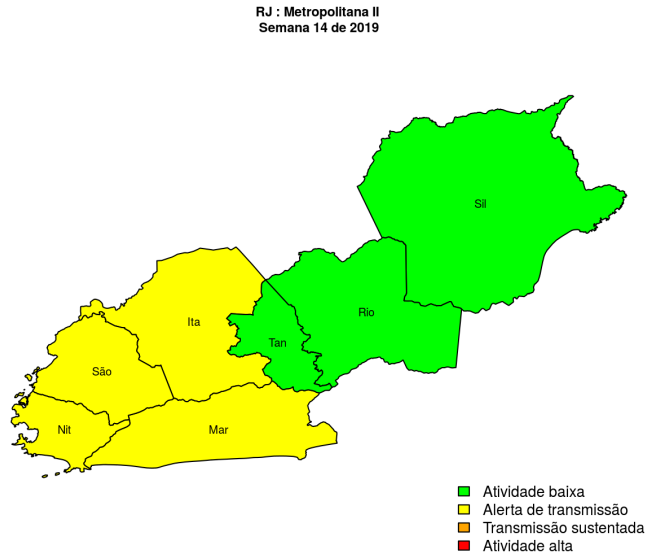 RJ : Metropolitana II
Semana 14 de 2019
Sil
Rio
Ita
Tan
São
Nit
Mar
Atividade baixa
Alerta de transmissão
Transmissão sustentada
Atividade alta